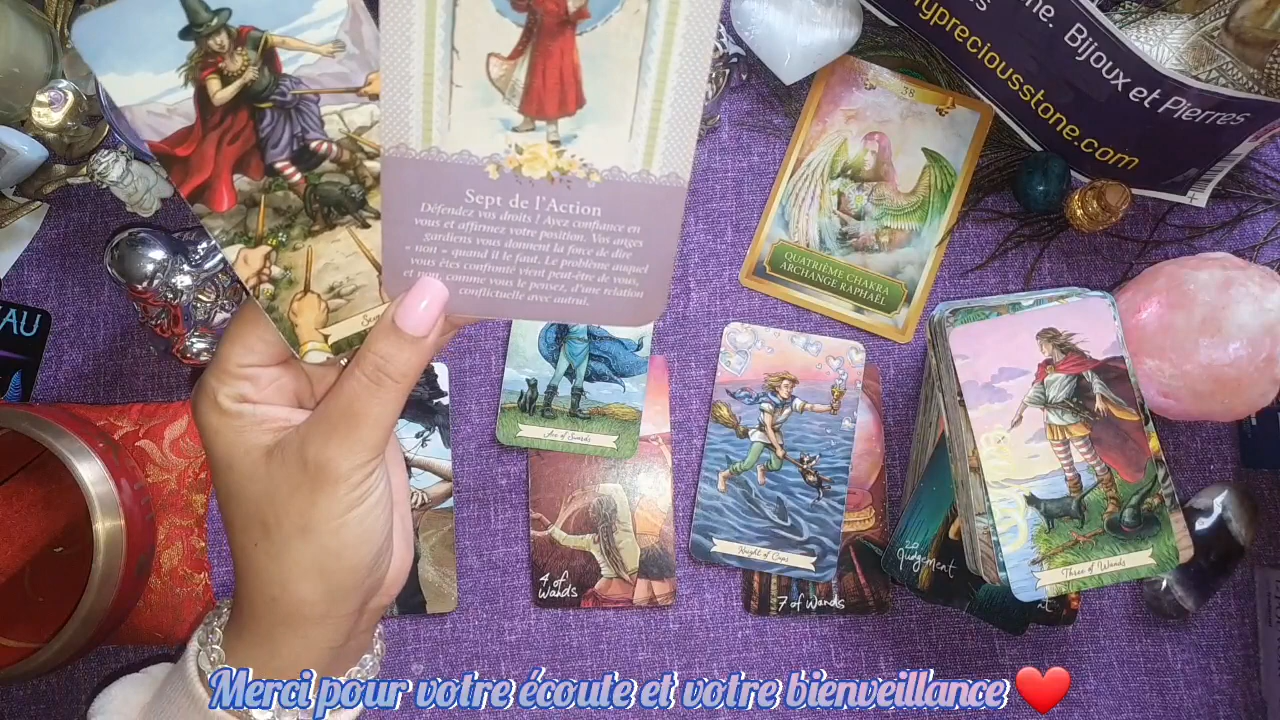 me. Bijoux et Pierres
ypreciousstone.com
38
Sept de l'Action
Défendez vos droits ! Ayez confiance en
vous et affirmez votre position. Vos anges
gardiens vous donnent la force de dire
« non » quand il le faut. Le problème auquel
vous êtes confronté vient peut-être de vous,
et non, comme vous le pensez, d'une relation
conflictuelle avec autrui.
QUATRIÈME CHAKRA
ARCHANGE RAPHAËL
AU
Ace of Swords
Knight of Cups
4 of
Wands
7 of Wands
20
Judgement
Three of Wands
Merci pour votre écoute et votre bienveillance ❤️